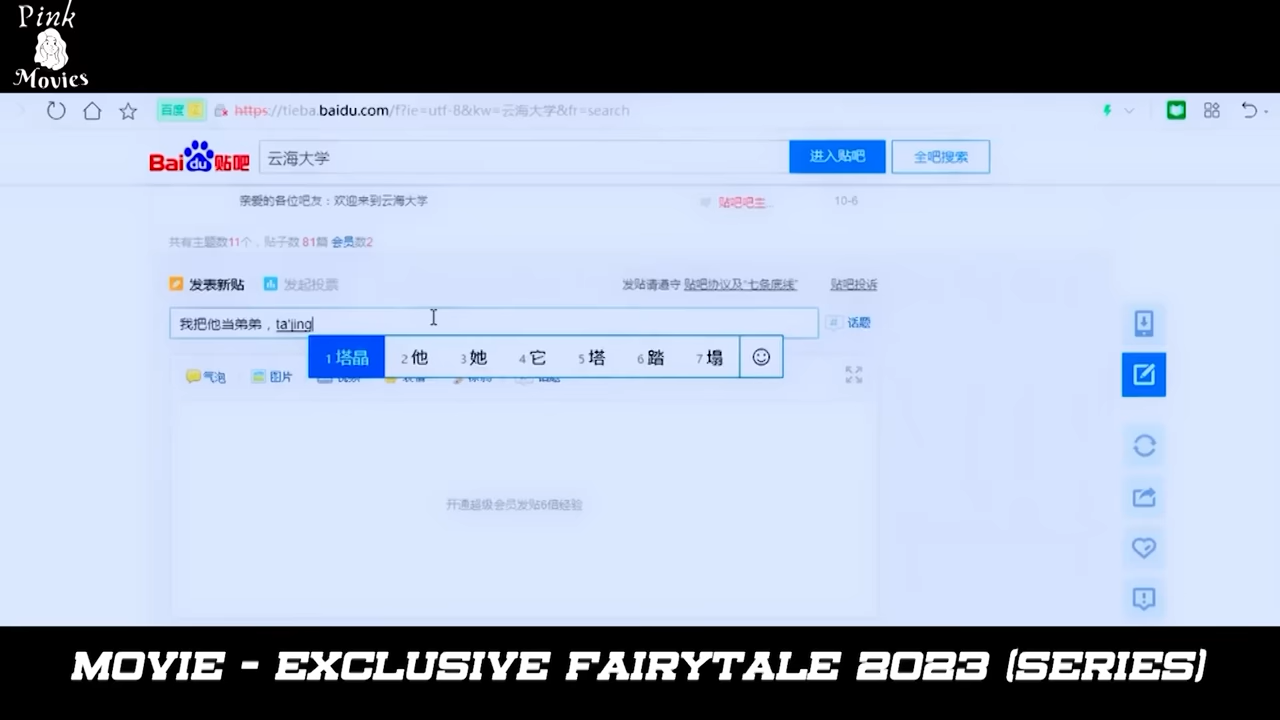 Pink
Movies
百度 https://tieba.baidu.com/f?ie=utf-8&kw=云海大学&fr=search
Bai du 贴吧 云海大学 进入贴吧 全吧搜索
亲爱的各位吧友：欢迎来到云海大学 贴吧吧主... 10-6
共有主题数11个，贴子数 81篇 会员数2
发表新贴 发起投票 发贴请遵守 贴吧协议及"七条底线" 贴吧投诉
我把他当弟弟，ta'jing # 话题
1 塔晶 2 他 3 她 4 它 5 塔 6 踏 7 塌
气泡 图片
开通超级会员发贴6倍经验
MOVIE - EXCLUSIVE FAIRYTALE 2023 (SERIES)